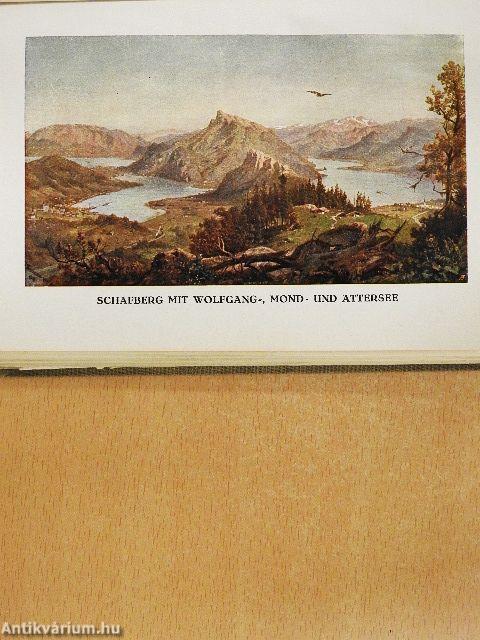 SCHAFBERG MIT WOLFGANG-, MOND- UND ATTERSEE
Antikvárium.hu